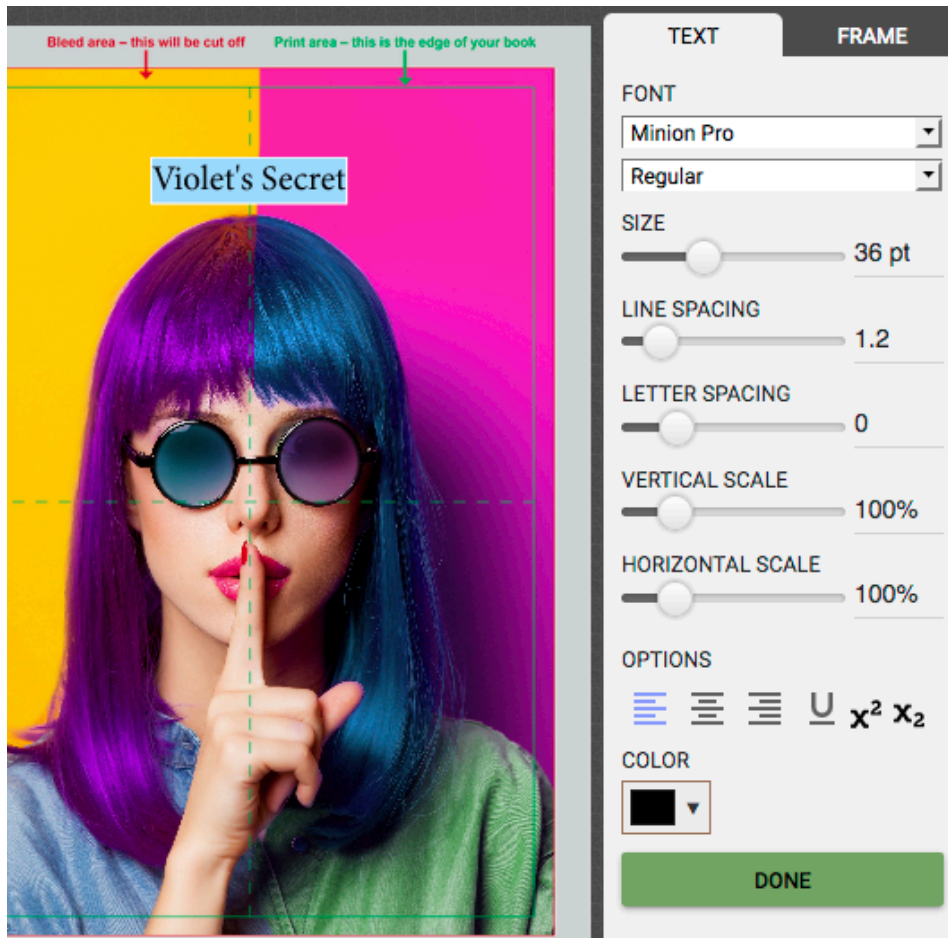 Bleed area – this will be cut off
Print area – this is the edge of your book
Violet's Secret
TEXT
FRAME
FONT
Minion Pro
Regular
SIZE
36 pt
LINE SPACING
1.2
LETTER SPACING
0
VERTICAL SCALE
100%
HORIZONTAL SCALE
100%
OPTIONS
U x² x₂
COLOR
DONE